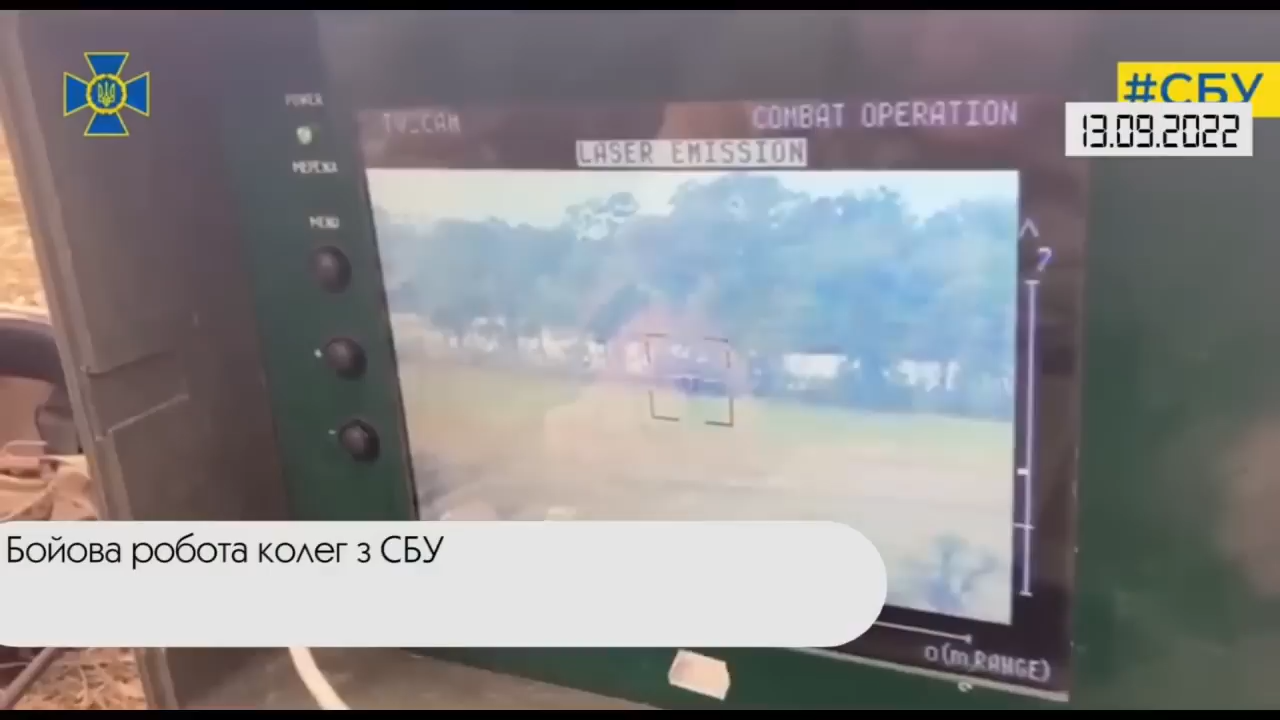 #СБУ
13.09.2022
POWER
TV_CAM
COMBAT OPERATION
LASER EMISSION
МЕРЕЖА
MENU
Бойова робота колег з СБУ
0(m,RANGE)